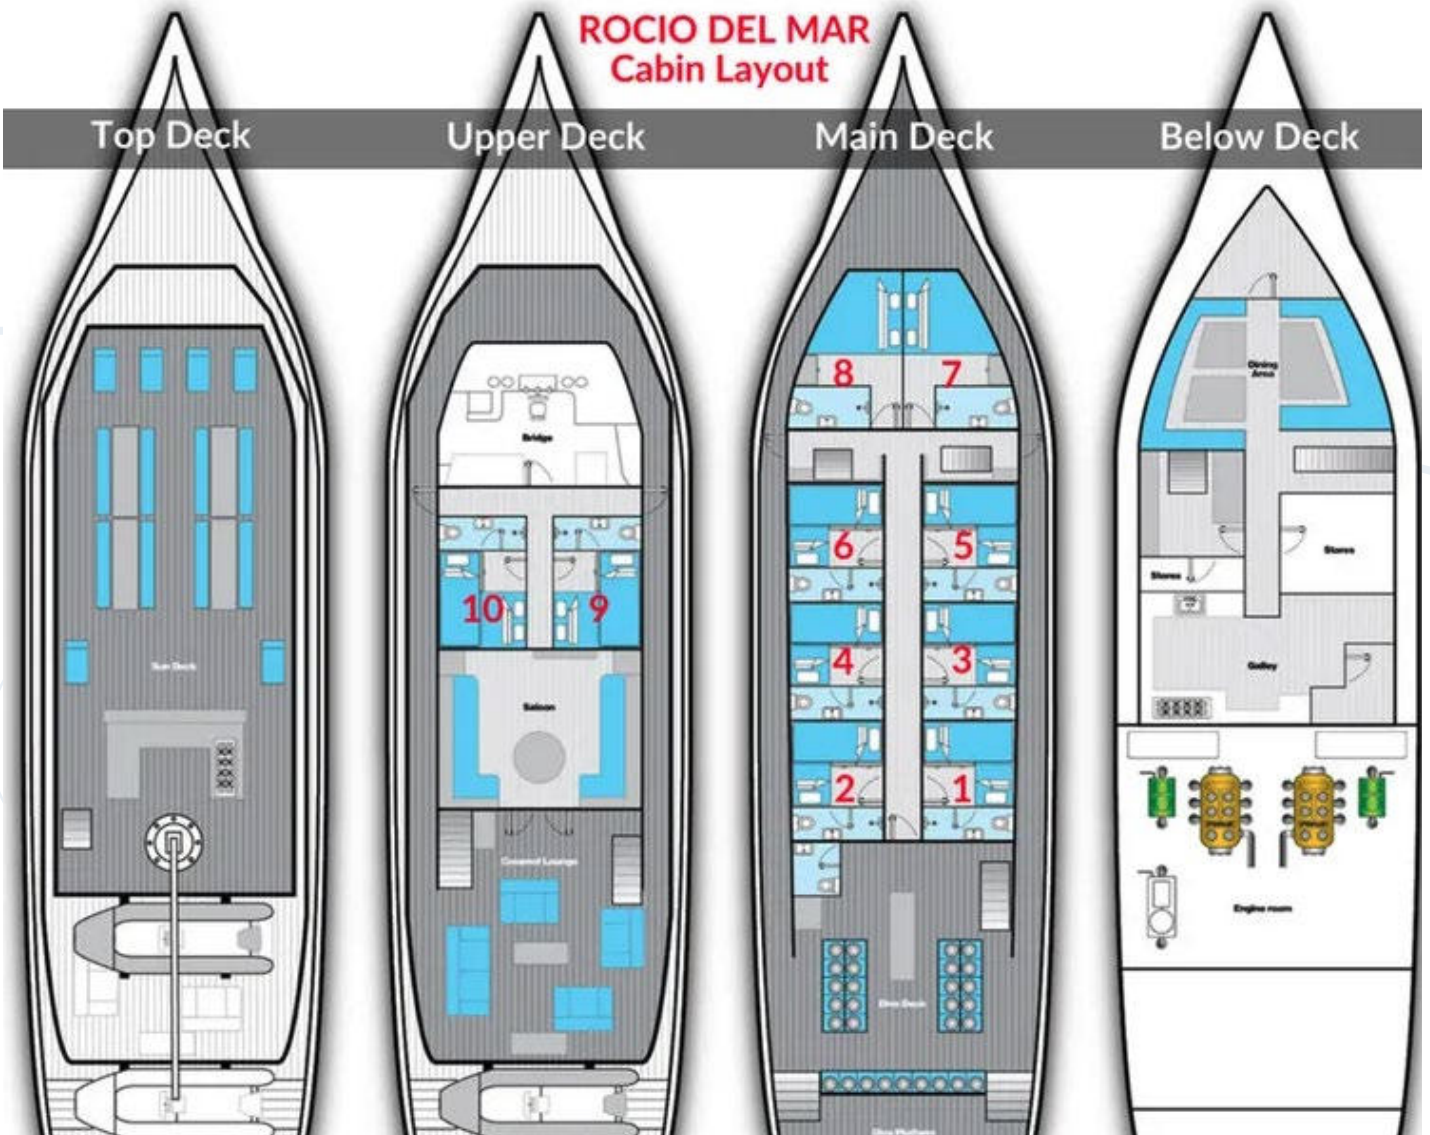 ROCIO DEL MAR
Cabin Layout
Top Deck
Upper Deck
Main Deck
Below Deck
Sun Deck
Bridge
10
9
Saloon
Covered Lounge
8
7
6
5
4
3
2
1
Dive Deck
Dive Platform
Dining
Area
Stores
Stores
Galley
Engine room